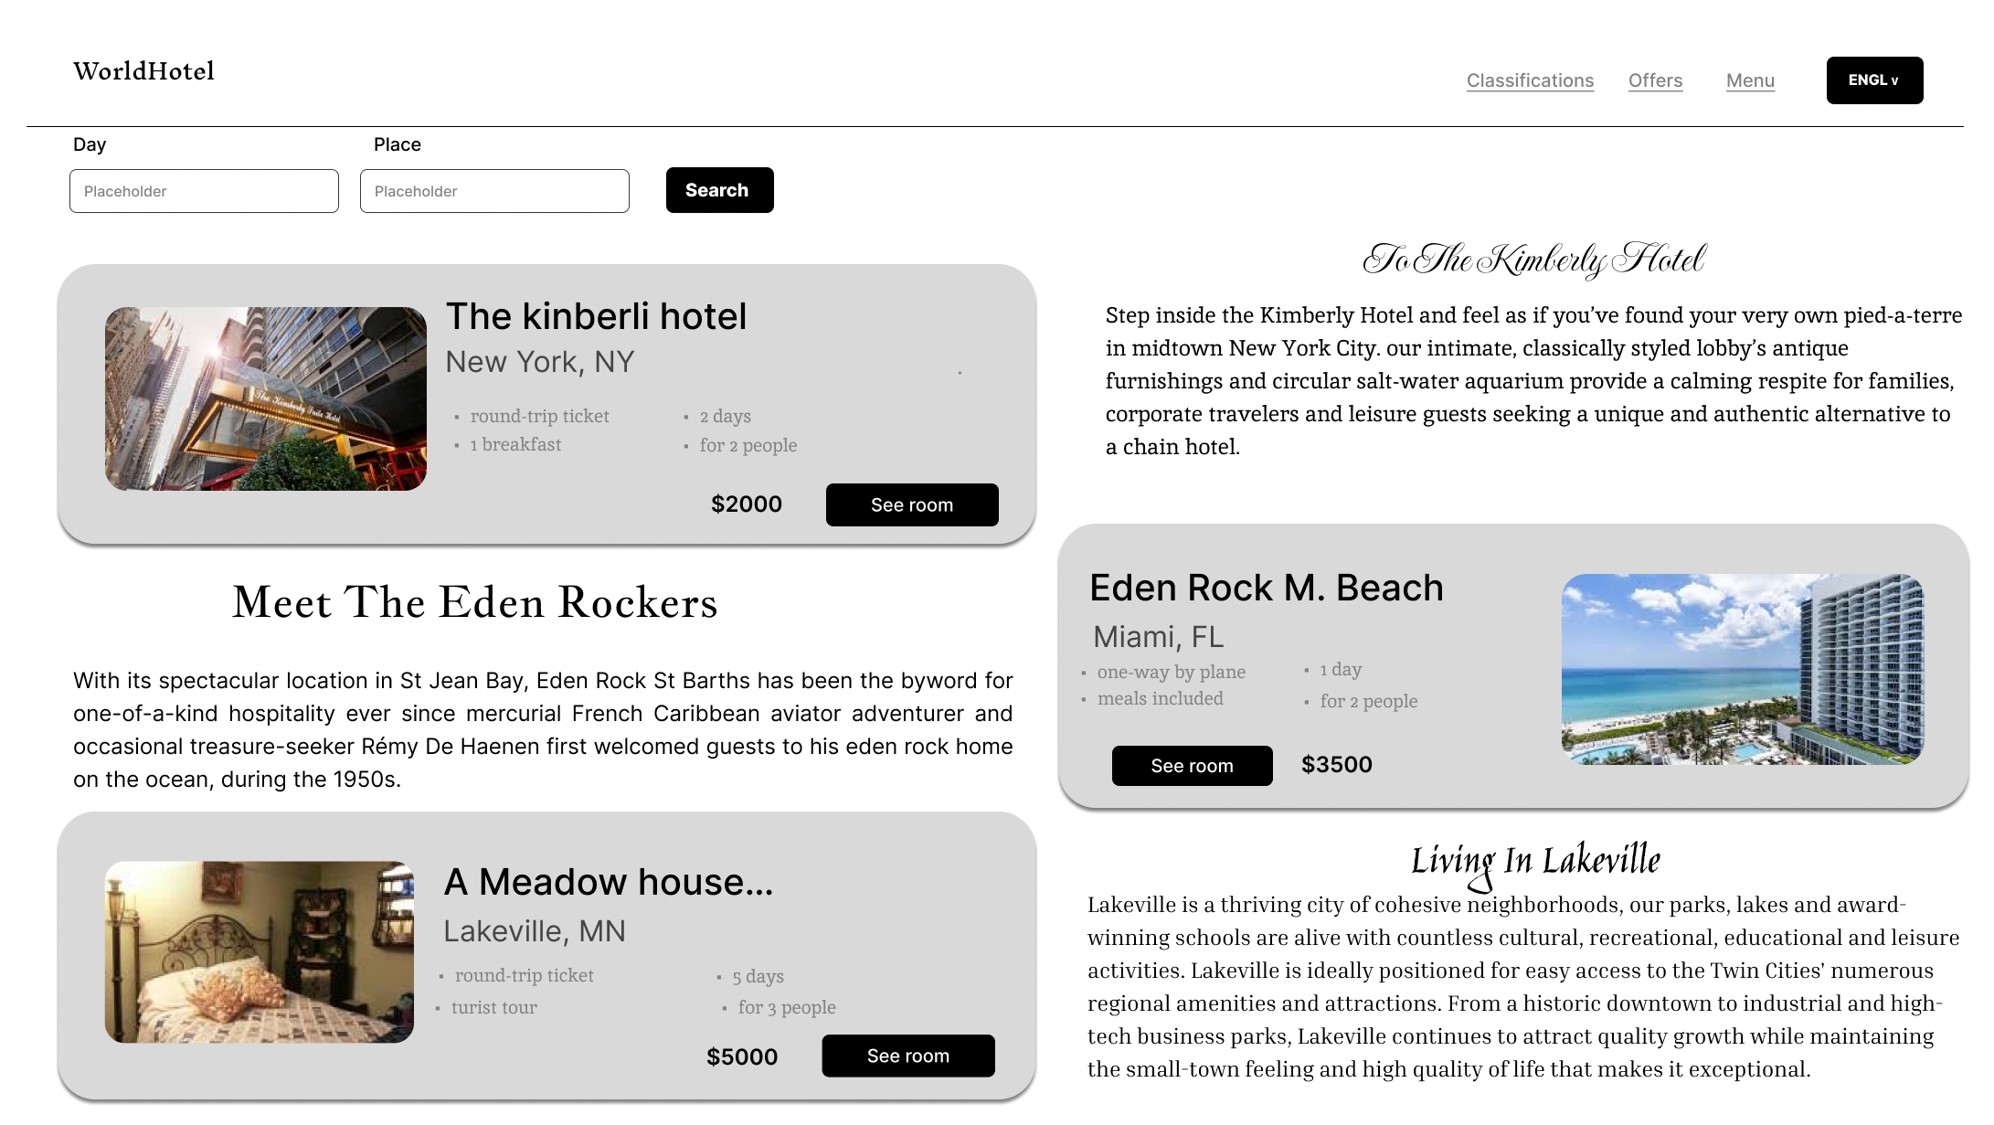 WorldHotel
Classifications
Offers
Menu
ENGL v
Day
Place
Placeholder
Placeholder
Search
The kinberli hotel
New York, NY
The Kimberly Suite Hotel
round-trip ticket
1 breakfast
2 days
for 2 people
$2000
See room
To The Kimberly Hotel
Step inside the Kimberly Hotel and feel as if you’ve found your very own pied-a-terre
in midtown New York City. our intimate, classically styled lobby’s antique
furnishings and circular salt-water aquarium provide a calming respite for families,
corporate travelers and leisure guests seeking a unique and authentic alternative to
a chain hotel.
Meet The Eden Rockers
With its spectacular location in St Jean Bay, Eden Rock St Barths has been the byword for
one-of-a-kind hospitality ever since mercurial French Caribbean aviator adventurer and
occasional treasure-seeker Rémy De Haenen first welcomed guests to his eden rock home
on the ocean, during the 1950s.
Eden Rock M. Beach
Miami, FL
one-way by plane
meals included
1 day
for 2 people
See room
$3500
A Meadow house...
Lakeville, MN
round-trip ticket
turist tour
5 days
for 3 people
$5000
See room
Living In Lakeville
Lakeville is a thriving city of cohesive neighborhoods, our parks, lakes and award-
winning schools are alive with countless cultural, recreational, educational and leisure
activities. Lakeville is ideally positioned for easy access to the Twin Cities' numerous
regional amenities and attractions. From a historic downtown to industrial and high-
tech business parks, Lakeville continues to attract quality growth while maintaining
the small-town feeling and high quality of life that makes it exceptional.